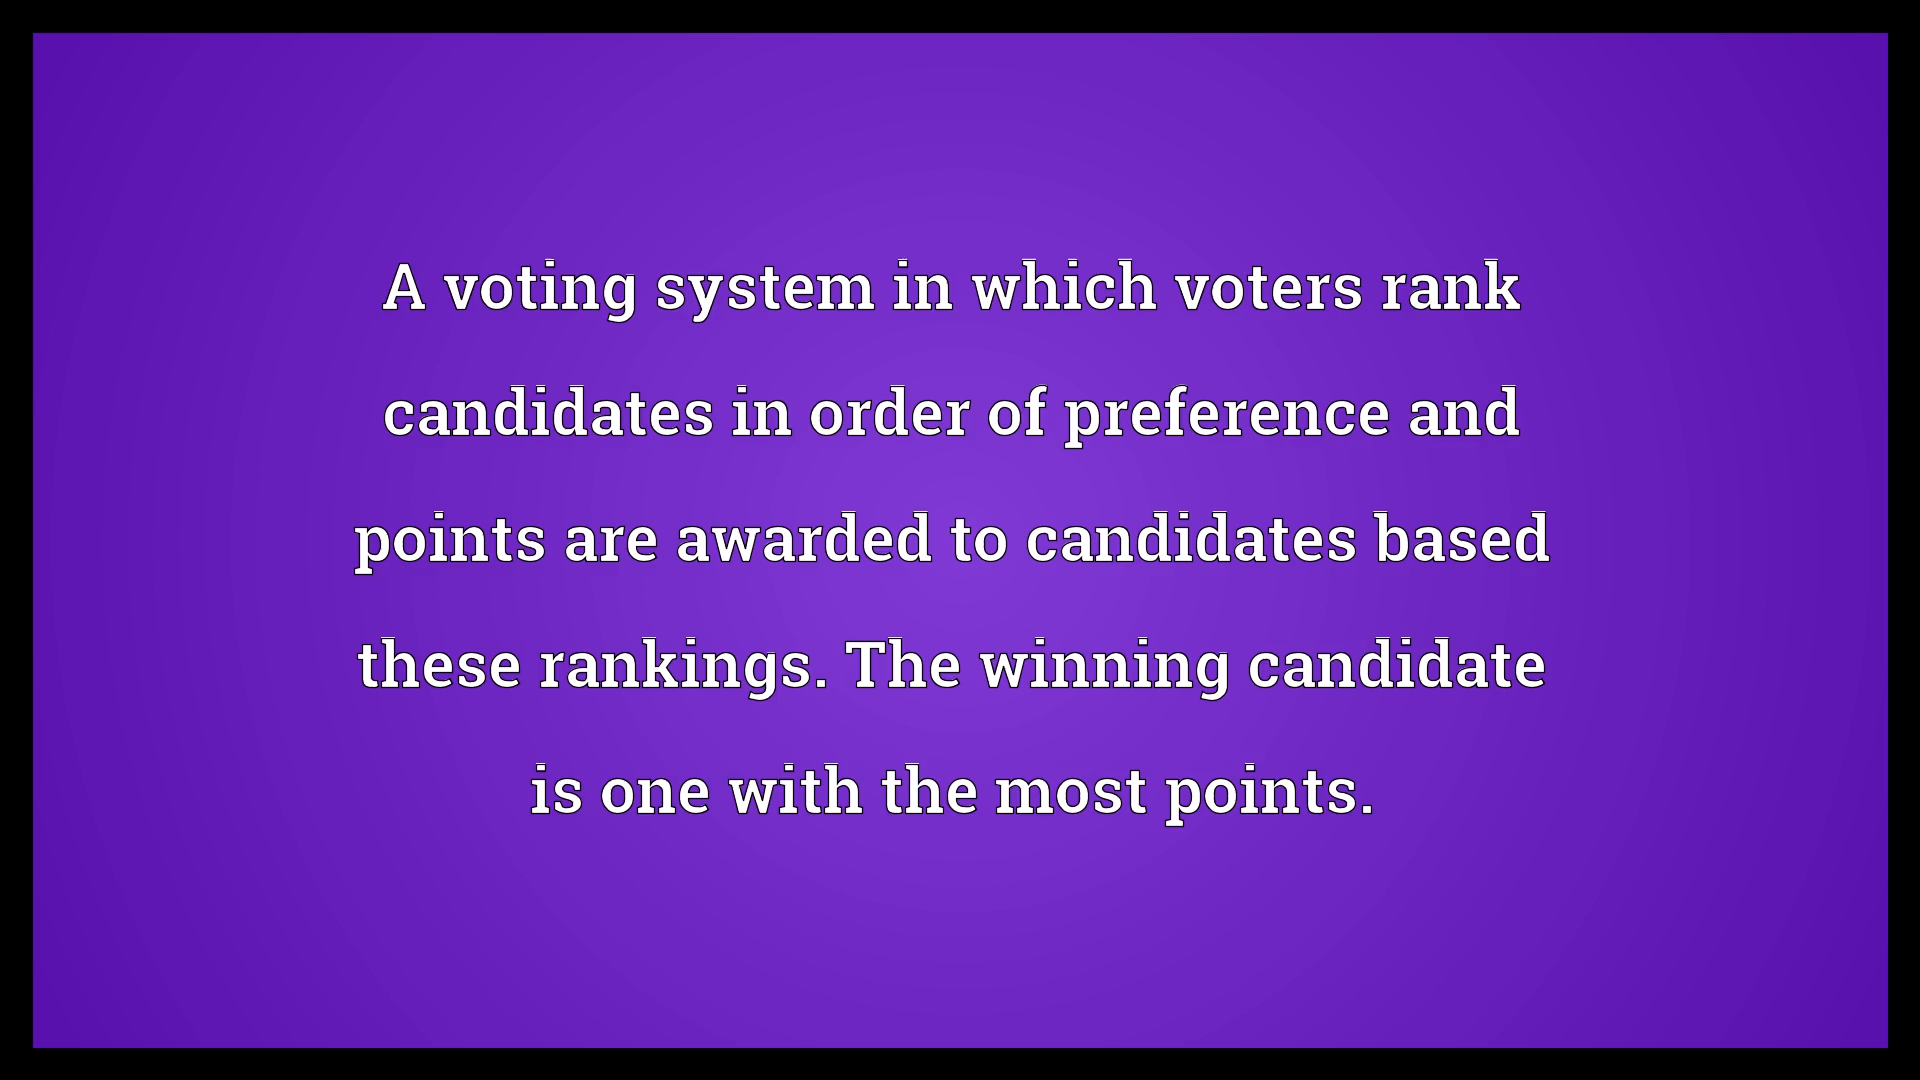 A voting system in which voters rank
candidates in order of preference and
points are awarded to candidates based
these rankings. The winning candidate
is one with the most points.